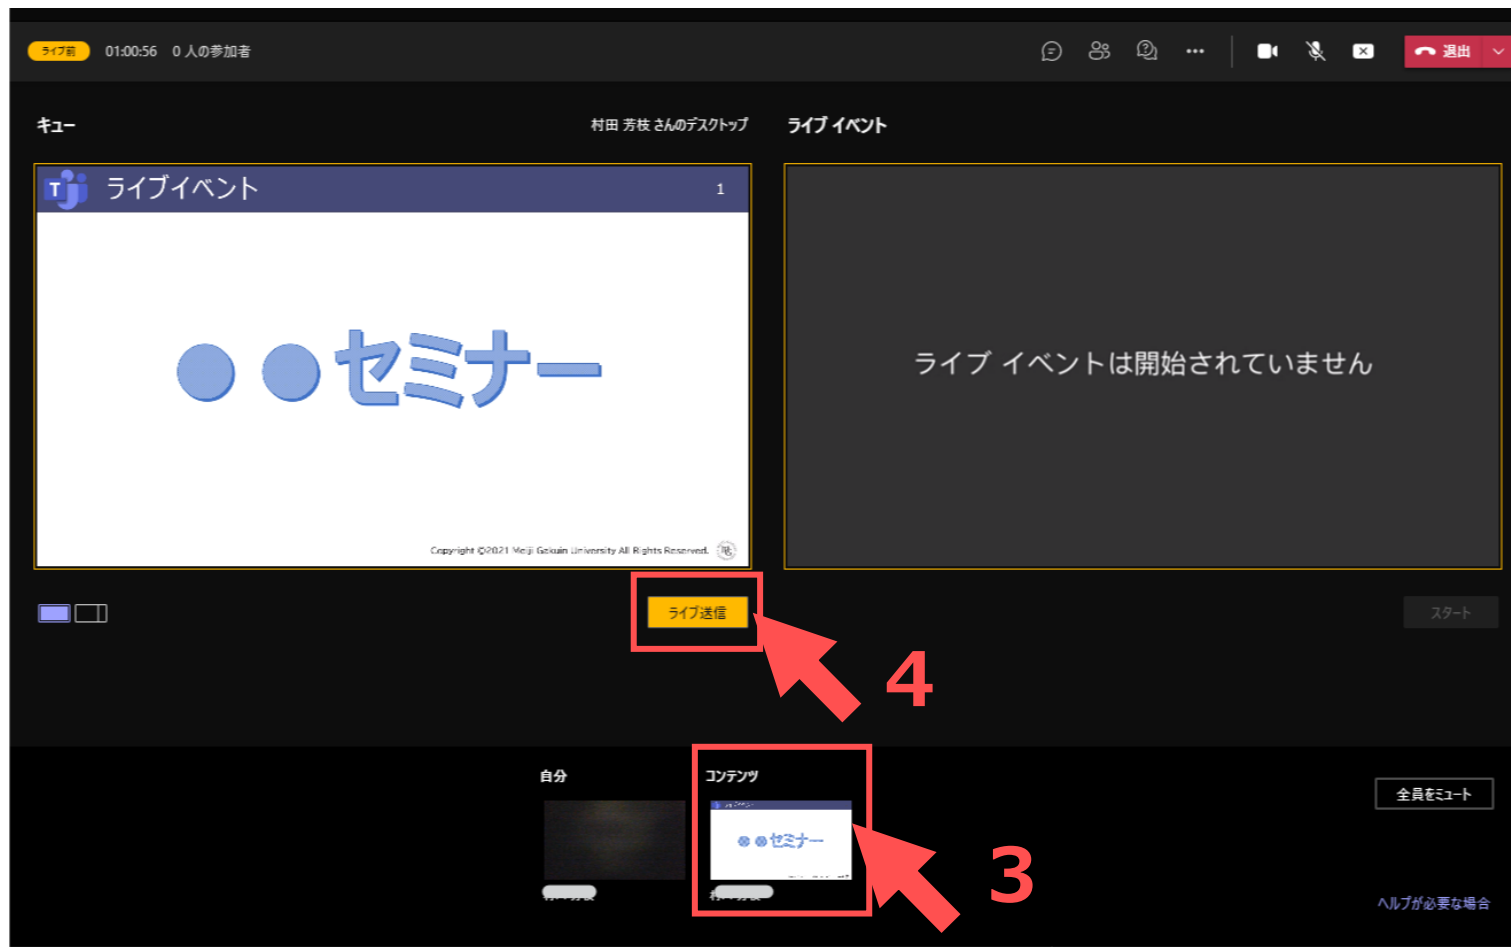 ライブ前 01:00:56 0 人の参加者
退出
キュー
村田 芳枝 さんのデスクトップ
ライブ イベント
T
ライブイベント
1
●●セミナー
Copyright ©2021 Meiji Gakuin University All Rights Reserved.
ライブ イベントは開始されていません
ライブ送信
スタート
4
自分
コンテンツ
●●セミナー
全員をミュート
3
ヘルプが必要な場合